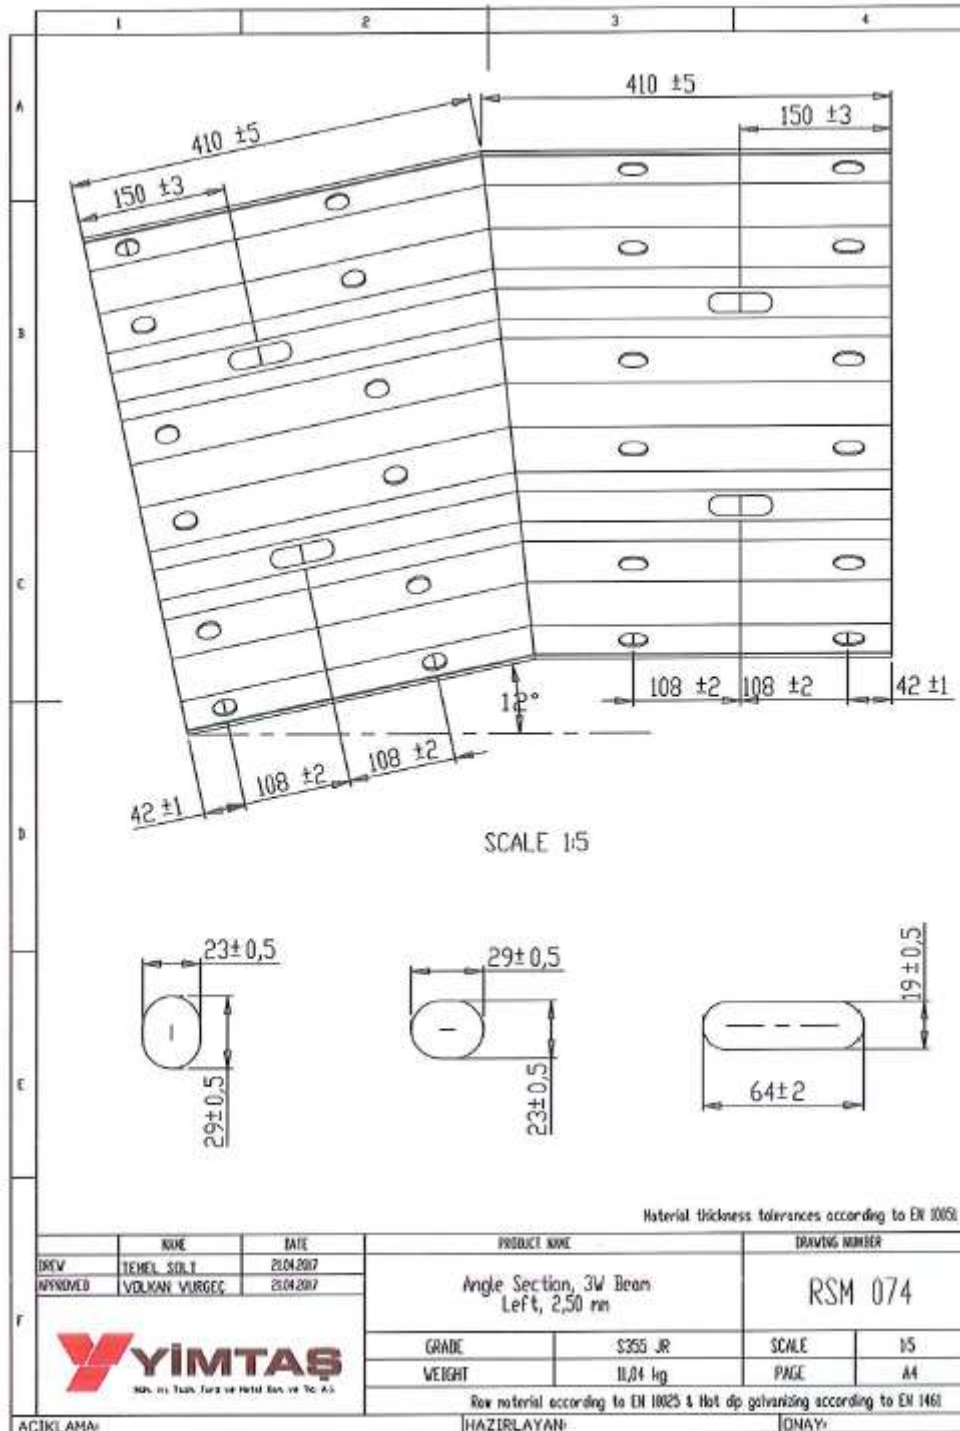 1 2 3 4
A
B
C
D
E
F
410 ±5
150 ±3
410 ±5
150 ±3
12°
108 ±2 108 ±2 42 ±1
42 ±1 108 ±2 108 ±2
SCALE 1:5
23±0,5
29±0,5
29±0,5
23±0,5
19±0,5
64±2
Material thickness tolerances according to EN 10051
NAME DATE
DREW TEMEL SOLT 21.04.2017
APPROVED VOLKAN VURGEÇ 21.04.2017
PRODUCT NAME
Angle Section, 3W Beam
Left, 2,50 mm
DRAWING NUMBER
RSM 074
GRADE S355 JR SCALE 1:5
WEIGHT 11,04 kg PAGE A4
Raw material according to EN 10025 & Hot dip galvanizing according to EN 1461
YİMTAŞ
AÇIKLAMA: HAZIRLAYAN: ONAY: